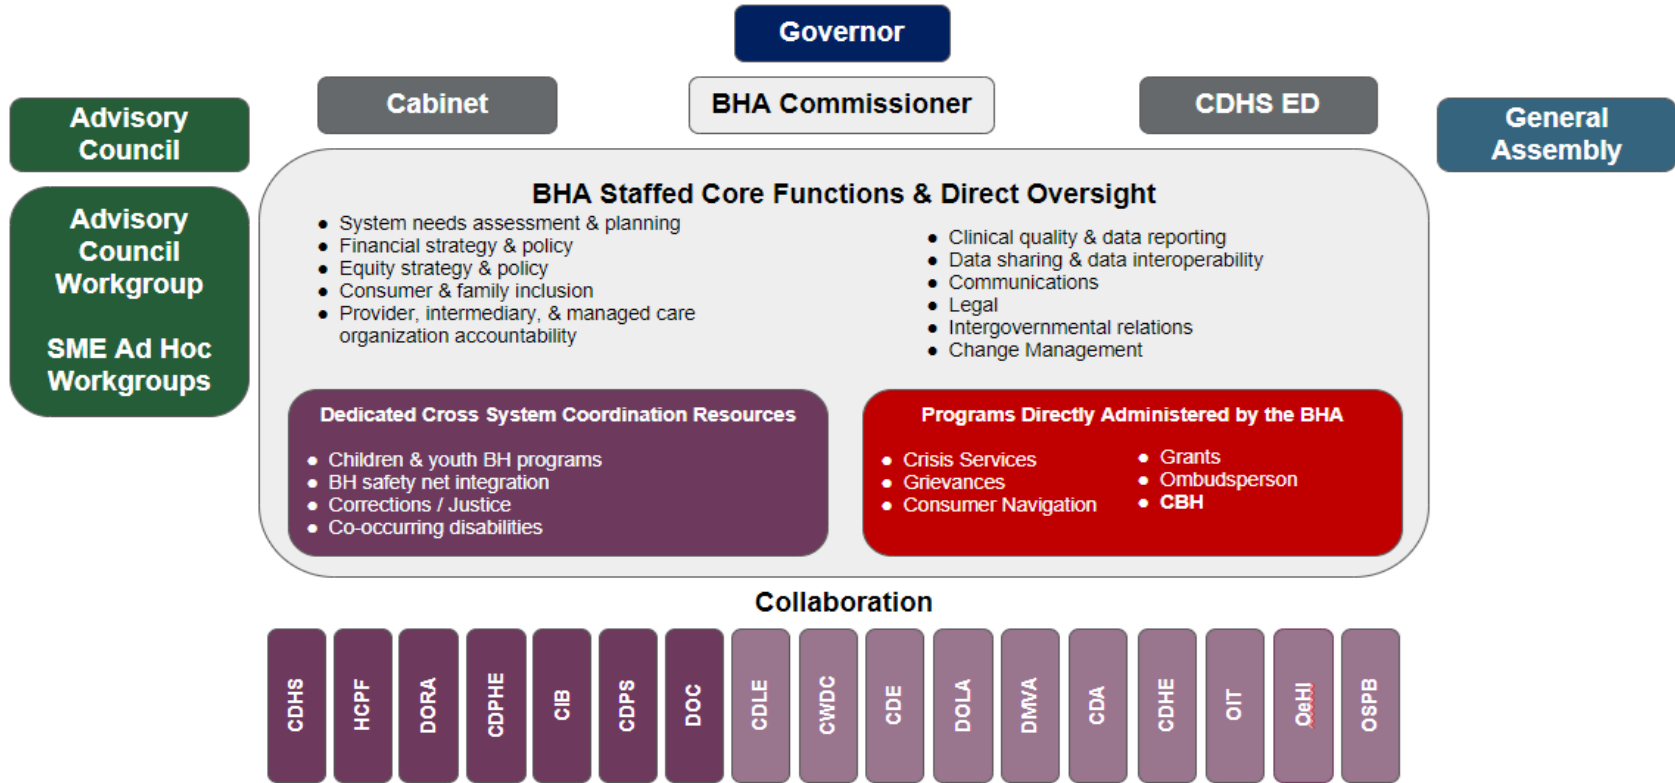 Governor
Cabinet
BHA Commissioner
CDHS ED
Advisory
Council
General
Assembly
Advisory
Council
Workgroup
SME Ad Hoc
Workgroups
BHA Staffed Core Functions & Direct Oversight
● System needs assessment & planning
● Financial strategy & policy
● Equity strategy & policy
● Consumer & family inclusion
● Provider, intermediary, & managed care
organization accountability
● Clinical quality & data reporting
● Data sharing & data interoperability
● Communications
● Legal
● Intergovernmental relations
● Change Management
Dedicated Cross System Coordination Resources
● Children & youth BH programs
● BH safety net integration
● Corrections / Justice
● Co-occurring disabilities
Programs Directly Administered by the BHA
● Crisis Services
● Grievances
● Consumer Navigation
● Grants
● Ombudsperson
● CBH
Collaboration
CDHS
HCPF
DORA
CDPHE
CIB
CDPS
DOC
CDLE
CWDC
CDE
DOLA
DMVA
CDA
CDHE
OIT
OeHI
OSPB